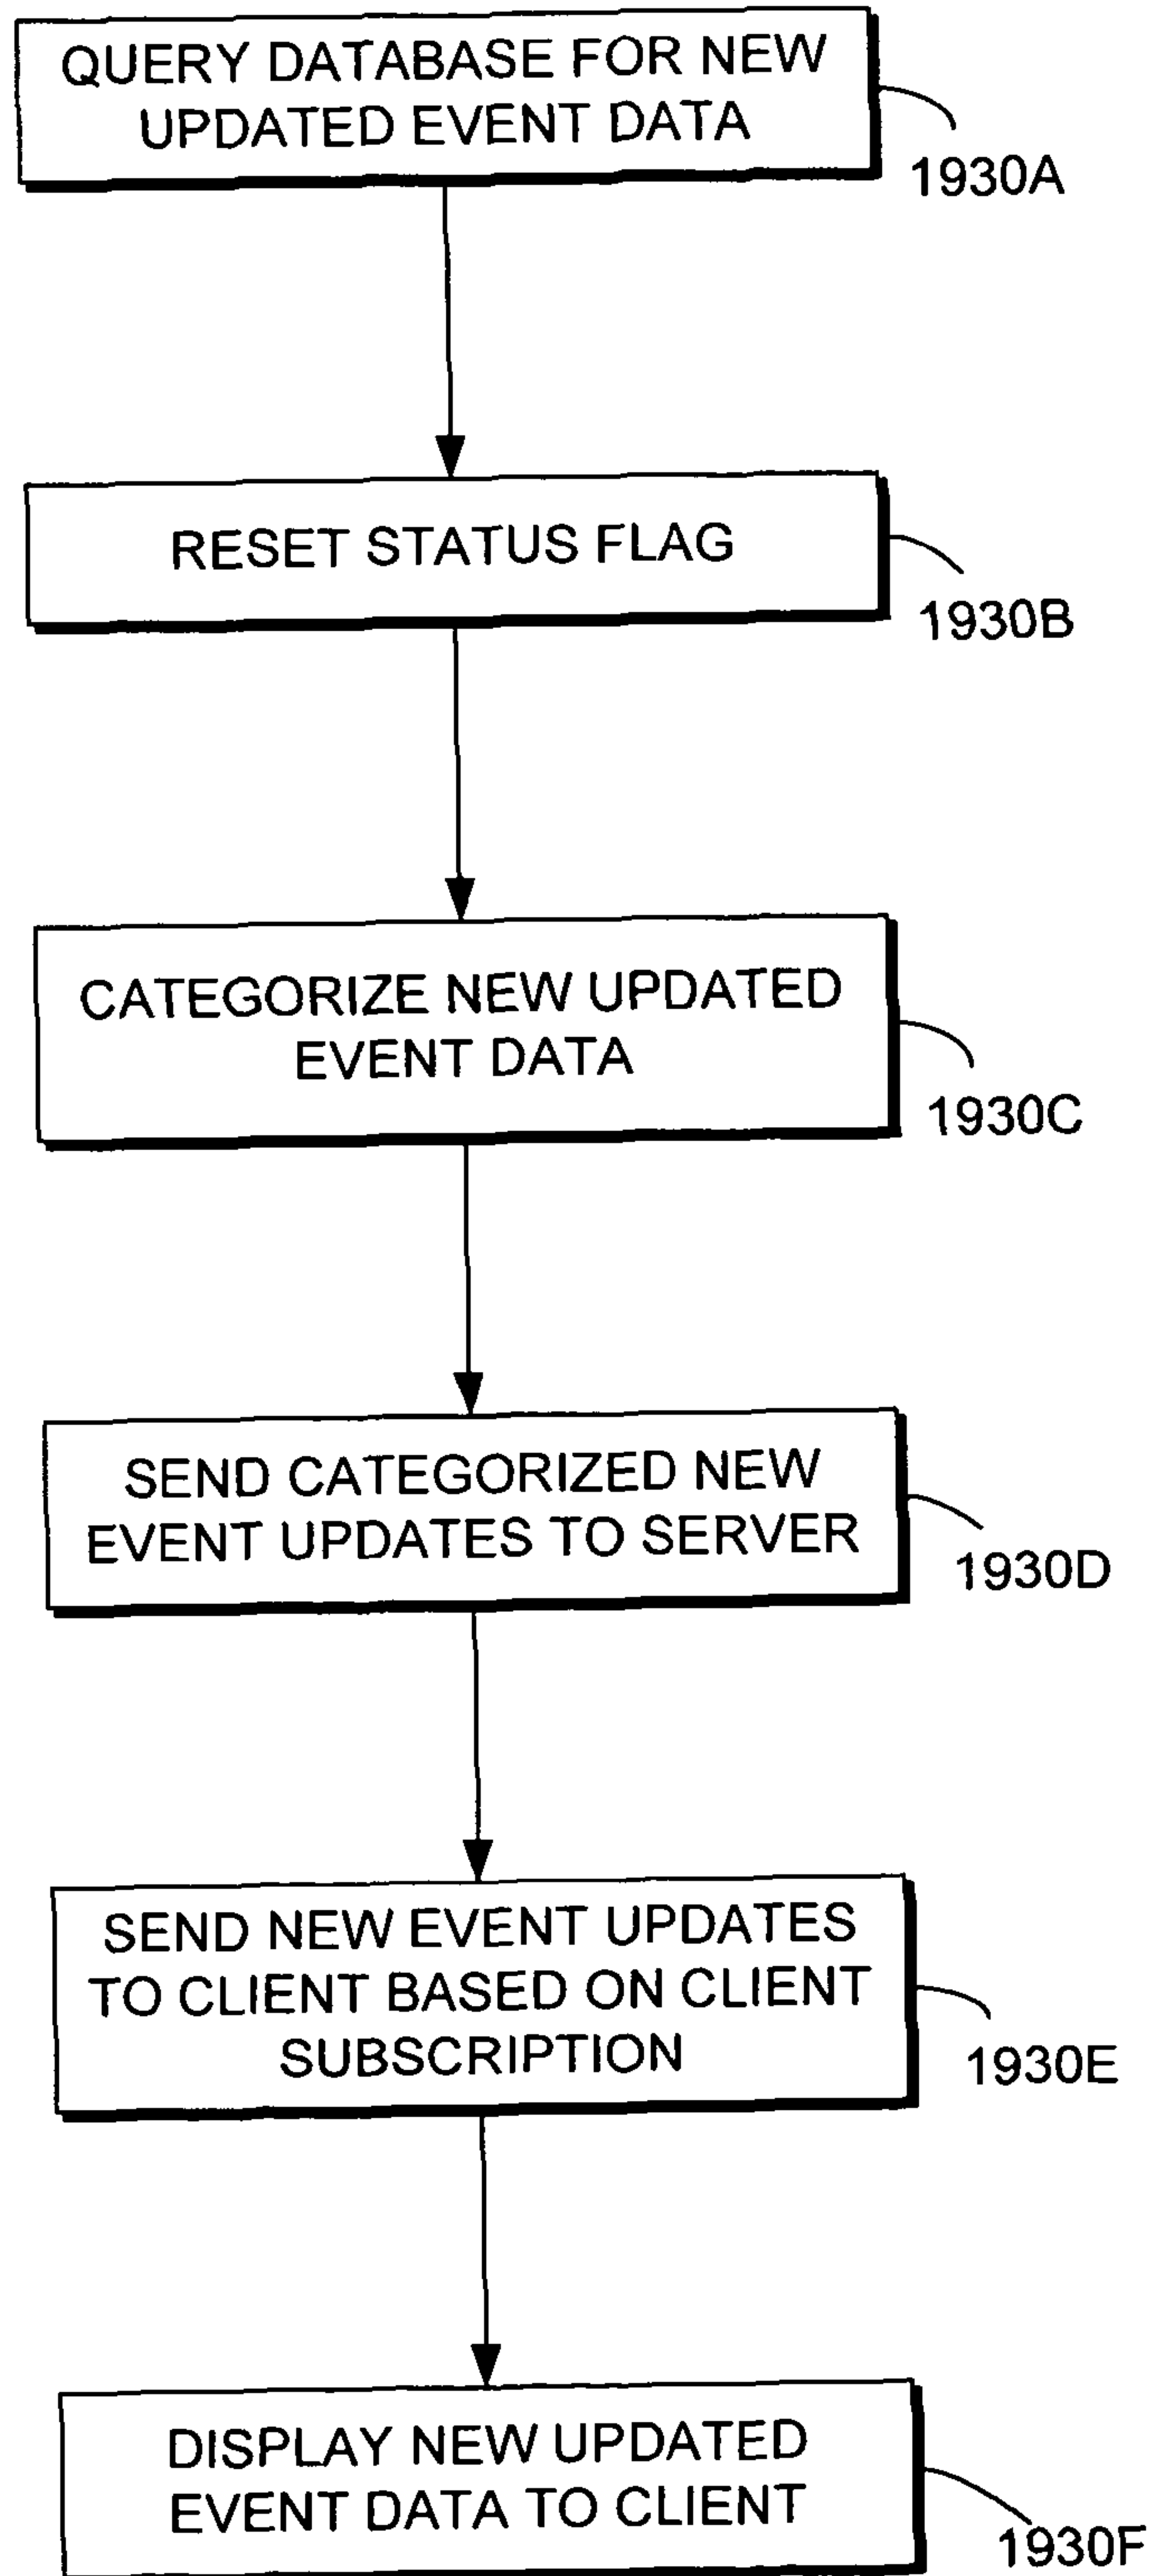 QUERY DATABASE FOR NEW
UPDATED EVENT DATA
1930A
RESET STATUS FLAG
1930B
CATEGORIZE NEW UPDATED
EVENT DATA
1930C
SEND CATEGORIZED NEW
EVENT UPDATES TO SERVER
1930D
SEND NEW EVENT UPDATES
TO CLIENT BASED ON CLIENT
SUBSCRIPTION
1930E
DISPLAY NEW UPDATED
EVENT DATA TO CLIENT
1930F